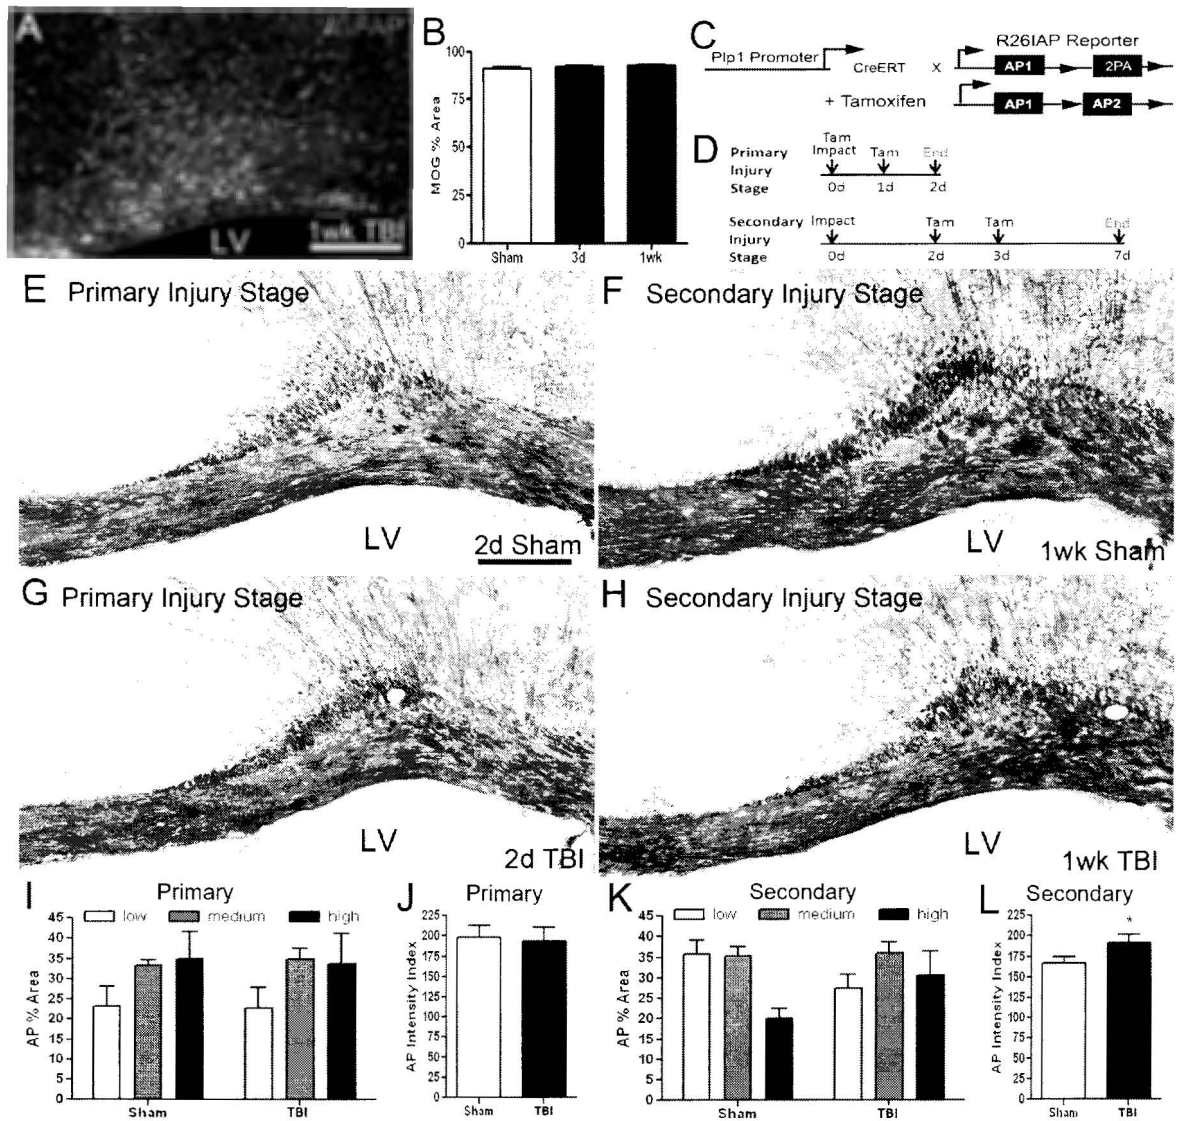 A
LV
1wk TBI
B
MOG % Area
100
75
50
25
0
Sham 3d 1wk
C
Plp1 Promoter
CreERT X
R26IAP Reporter
AP1 2PA
+ Tamoxifen
AP1 AP2
D
Primary
Injury
Stage
Tam
Impact Tam End
0d 1d 2d
Secondary
Injury
Stage
Impact Tam Tam End
0d 2d 3d 7d
E Primary Injury Stage
LV
2d Sham
F Secondary Injury Stage
LV
1wk Sham
G Primary Injury Stage
LV
2d TBI
H Secondary Injury Stage
LV
1wk TBI
I Primary
low medium high
AP % Area
45
40
35
30
25
20
15
10
5
0
Sham TBI
J Primary
AP Intensity Index
225
200
175
150
125
100
75
50
25
0
Sham TBI
K Secondary
low medium high
AP % Area
45
40
35
30
25
20
15
10
5
0
Sham TBI
L Secondary
AP Intensity Index
225
200
175
150
125
100
75
50
25
0
*
Sham TBI